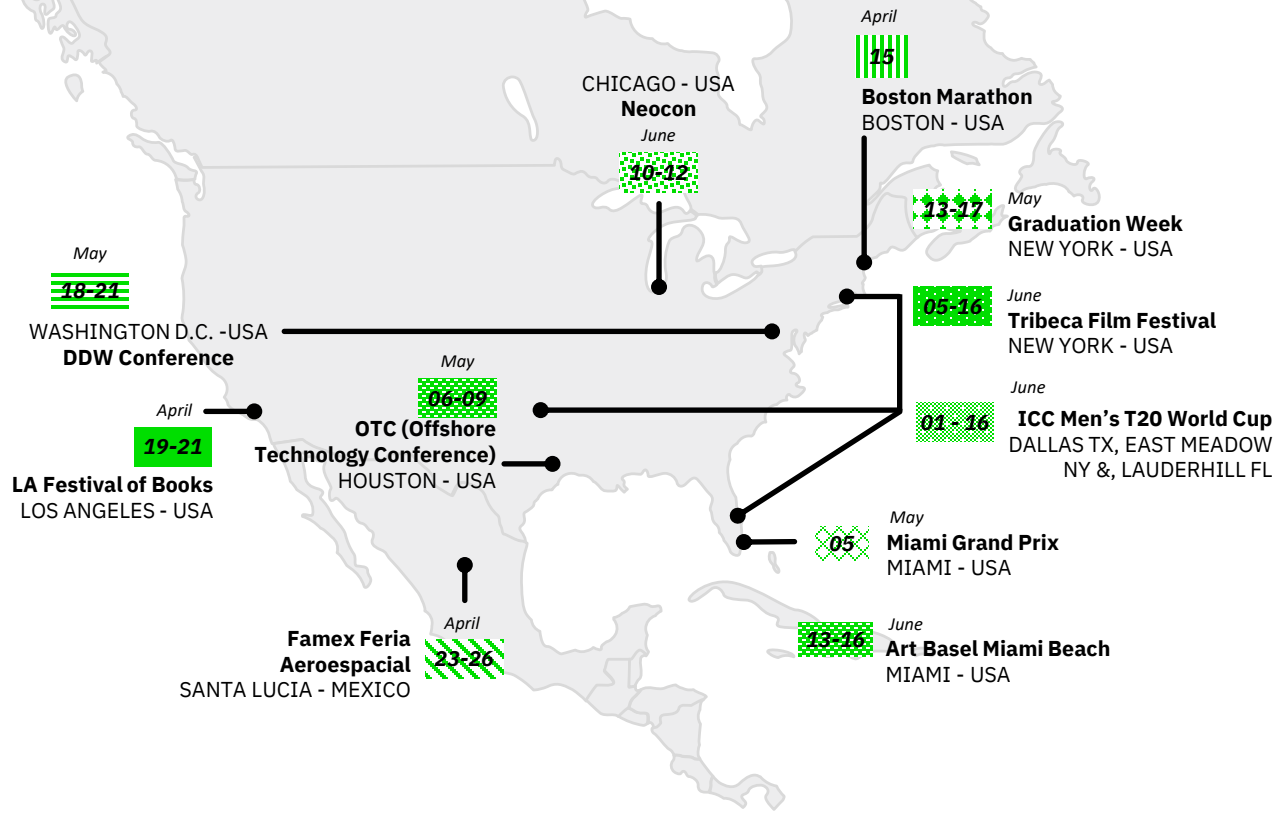 April
15
Boston Marathon
BOSTON - USA
CHICAGO - USA
Neocon
June
10-12
May
13-17
Graduation Week
NEW YORK - USA
May
18-21
WASHINGTON D.C. -USA
DDW Conference
June
05-16
Tribeca Film Festival
NEW YORK - USA
May
06-09
OTC (Offshore
Technology Conference)
HOUSTON - USA
April
19-21
LA Festival of Books
LOS ANGELES - USA
June
01 - 16
ICC Men’s T20 World Cup
DALLAS TX, EAST MEADOW
NY &, LAUDERHILL FL
May
05
Miami Grand Prix
MIAMI - USA
April
23-26
Famex Feria
Aeroespacial
SANTA LUCIA - MEXICO
June
13-16
Art Basel Miami Beach
MIAMI - USA